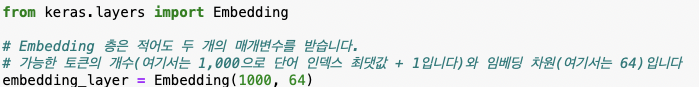 from keras.layers import Embedding
# Embedding 층은 적어도 두 개의 매개변수를 받습니다.
# 가능한 토큰의 개수(여기서는 1,000으로 단어 인덱스 최댓값 + 1입니다)와 임베딩 차원(여기서는 64)입니다
embedding_layer = Embedding(1000, 64)